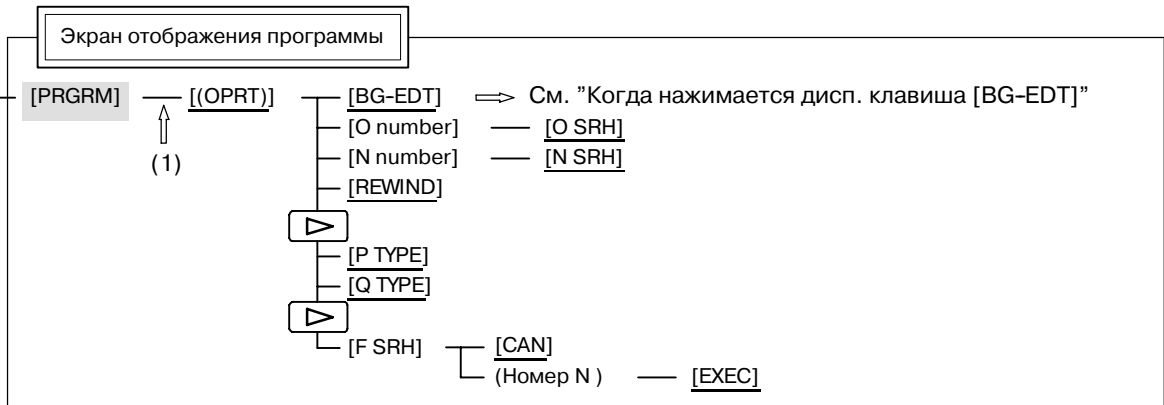 Экран отображения программы
[PRGRM] [(OPRT)] [BG-EDT] См. "Когда нажимается дисп. клавиша [BG-EDT]"
[O number] [O SRH]
(1) [N number] [N SRH]
[REWIND]
[P TYPE]
[Q TYPE]
[F SRH] [CAN]
(Номер N ) [EXEC]